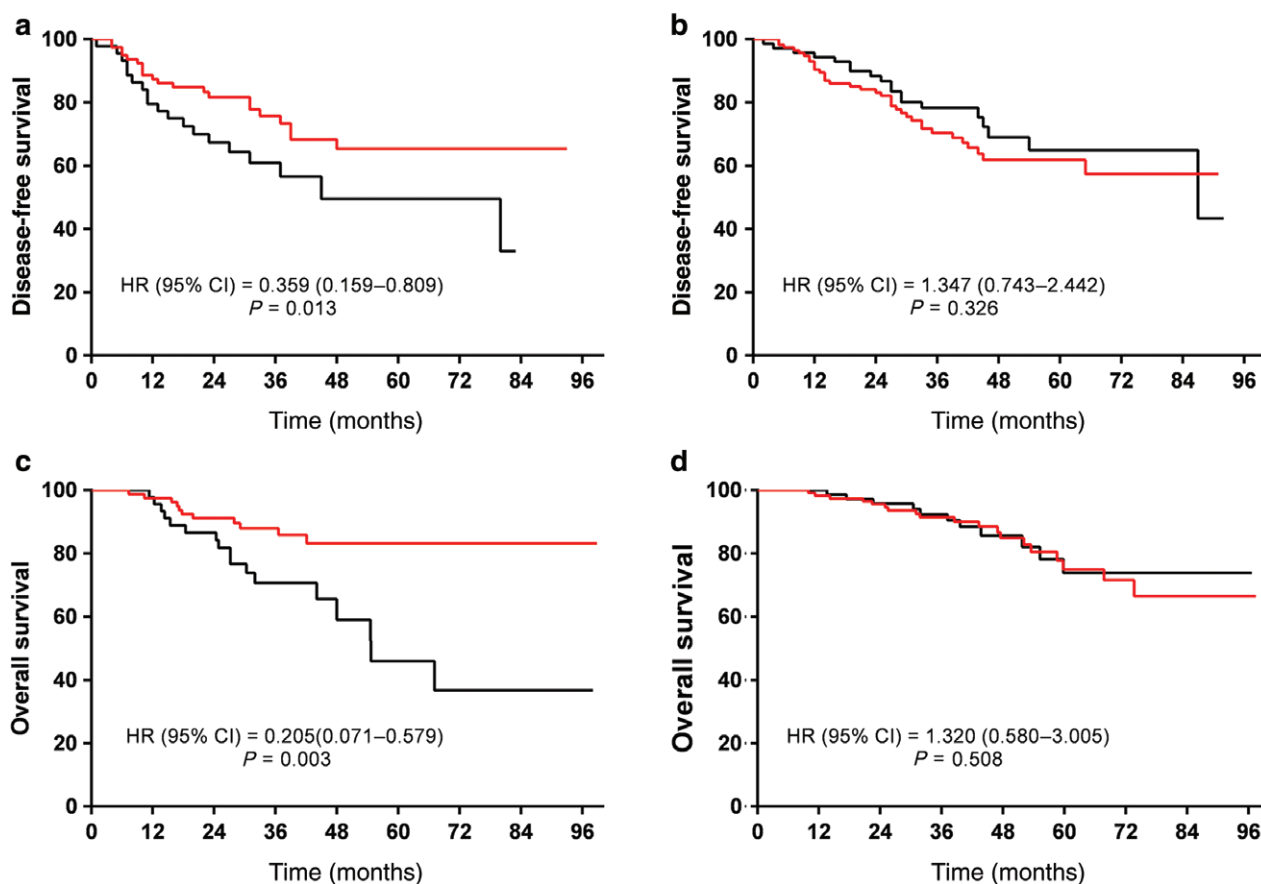 a
100
80
60
40
20
0
Disease-free survival
HR (95% CI) = 0.359 (0.159–0.809)
P = 0.013
0 12 24 36 48 60 72 84 96
Time (months)
b
100
80
60
40
20
0
Disease-free survival
HR (95% CI) = 1.347 (0.743–2.442)
P = 0.326
0 12 24 36 48 60 72 84 96
Time (months)
c
100
80
60
40
20
0
Overall survival
HR (95% CI) = 0.205(0.071–0.579)
P = 0.003
0 12 24 36 48 60 72 84 96
Time (months)
d
100
80
60
40
20
0
Overall survival
HR (95% CI) = 1.320 (0.580–3.005)
P = 0.508
0 12 24 36 48 60 72 84 96
Time (months)